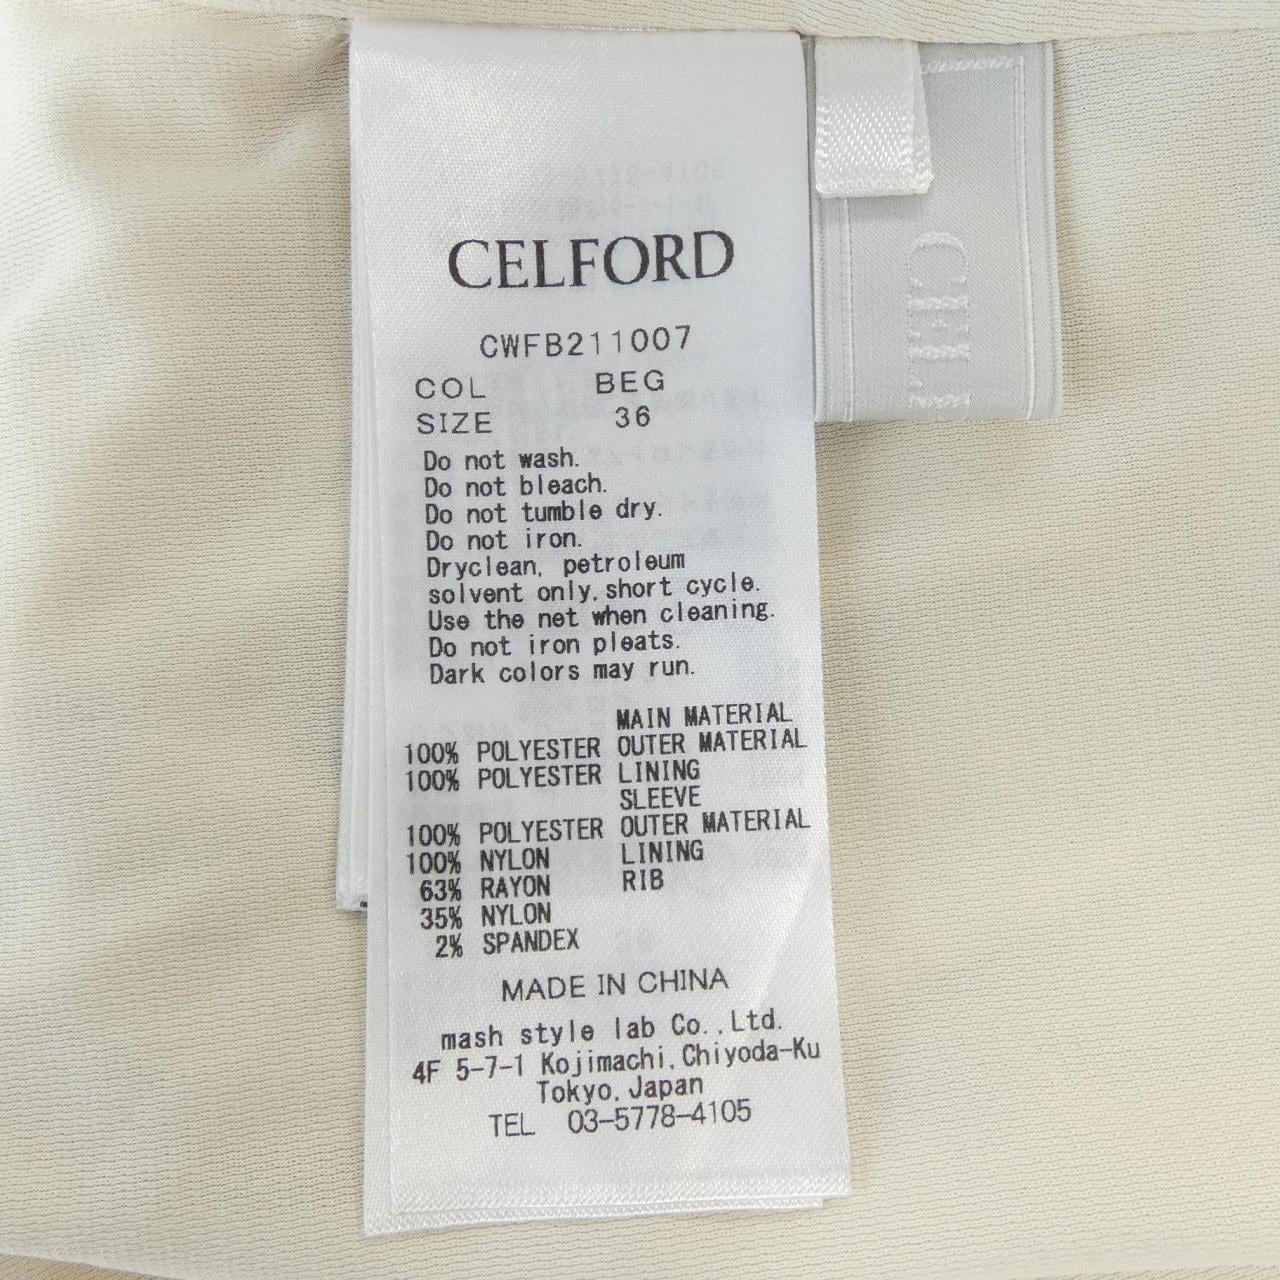 CELFORD
CWFB211007
COL BEG
SIZE 36
Do not wash.
Do not bleach.
Do not tumble dry.
Do not iron.
Dryclean, petroleum
solvent only, short cycle.
Use the net when cleaning.
Do not iron pleats.
Dark colors may run.
MAIN MATERIAL
100% POLYESTER OUTER MATERIAL
100% POLYESTER LINING
SLEEVE
100% POLYESTER OUTER MATERIAL
100% NYLON LINING
63% RAYON RIB
35% NYLON
2% SPANDEX
MADE IN CHINA
mash style lab Co., Ltd.
4F 5-7-1 Kojimachi, Chiyoda-Ku
Tokyo, Japan
TEL 03-5778-4105